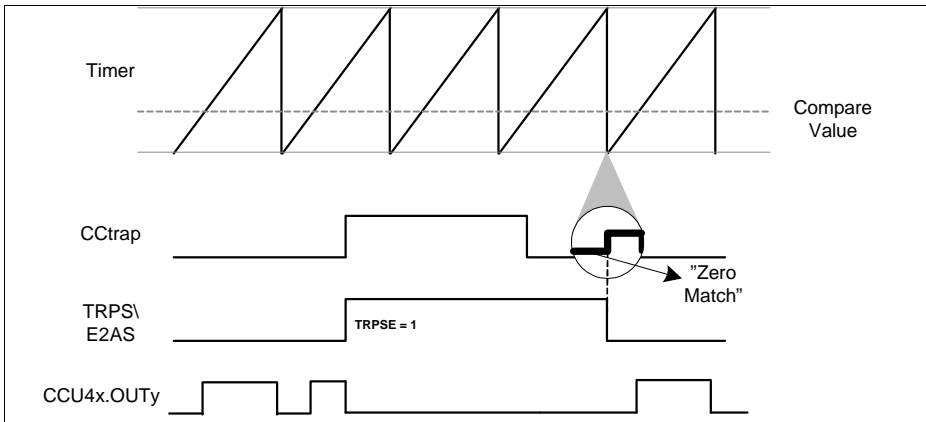 Timer
Compare
Value
CCtrap
"Zero
Match"
TRPS\
E2AS
TRPSE = 1
CCU4x.OUTy